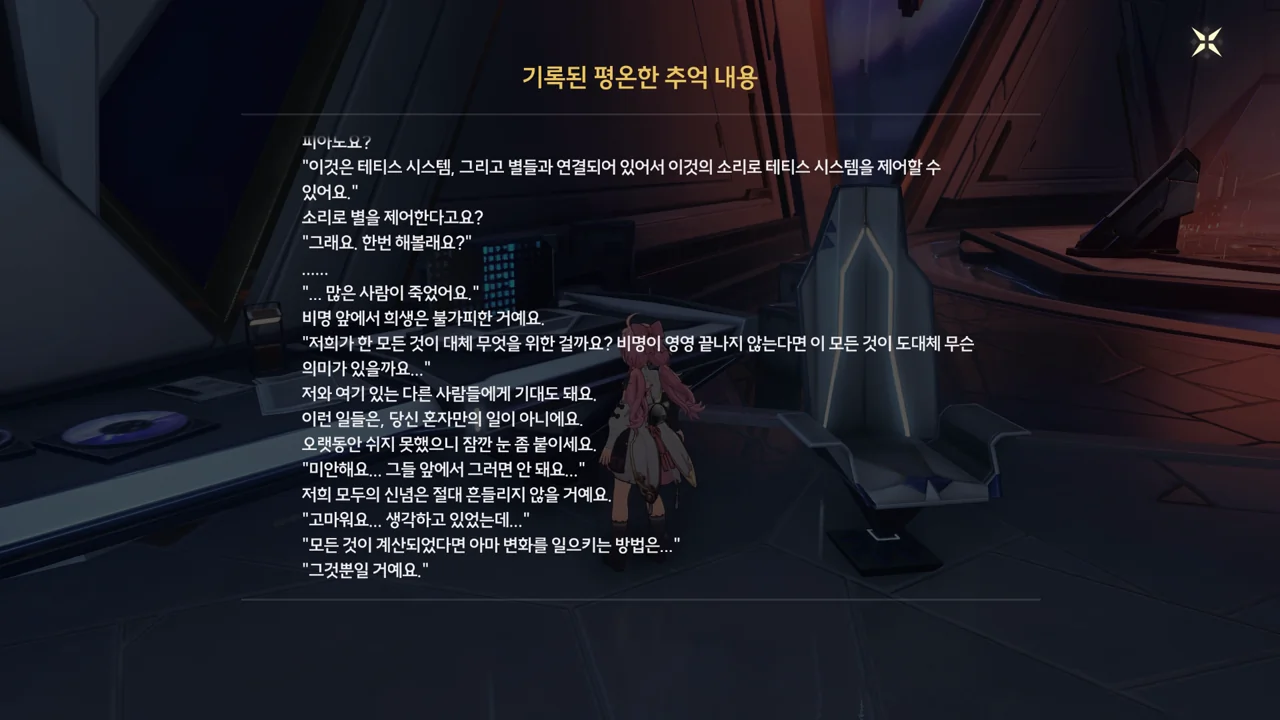 기록된 평온한 추억 내용
피아노요?
"이것은 테티스 시스템, 그리고 별들과 연결되어 있어서 이것의 소리로 테티스 시스템을 제어할 수
있어요."
소리로 별을 제어한다고요?
"그래요. 한번 해볼래요?"
......
"... 많은 사람이 죽었어요."
비명 앞에서 희생은 불가피한 거예요.
"저희가 한 모든 것이 대체 무엇을 위한 걸까요? 비명이 영영 끝나지 않는다면 이 모든 것이 도대체 무슨
의미가 있을까요..."
저와 여기 있는 다른 사람들에게 기대도 돼요.
이런 일들은, 당신 혼자만의 일이 아니에요.
오랫동안 쉬지 못했으니 잠깐 눈 좀 붙이세요.
"미안해요... 그들 앞에서 그러면 안 돼요..."
저희 모두의 신념은 절대 흔들리지 않을 거예요.
"고마워요... 생각하고 있었는데..."
"모든 것이 계산되었다면 아마 변화를 일으키는 방법은..."
"그것뿐일 거예요."